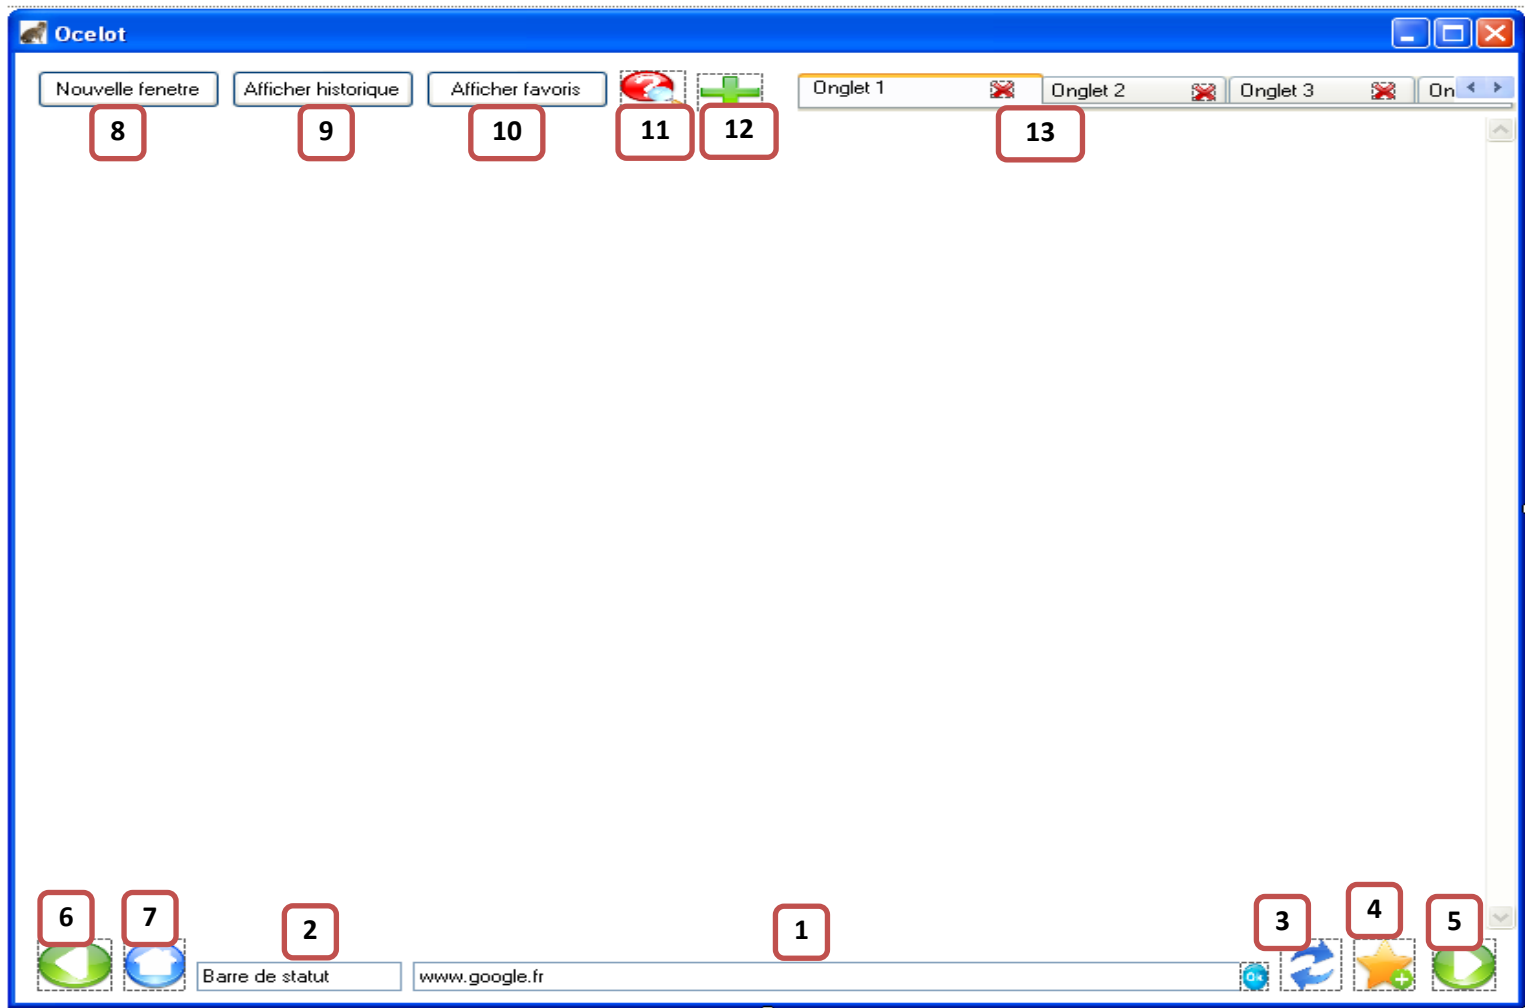 Ocelot
Nouvelle fenetre Afficher historique Afficher favoris Onglet 1 Onglet 2 Onglet 3 On
8 9 10 11 12 13
6 7 2 1 3 4 5
Barre de statut www.google.fr OK